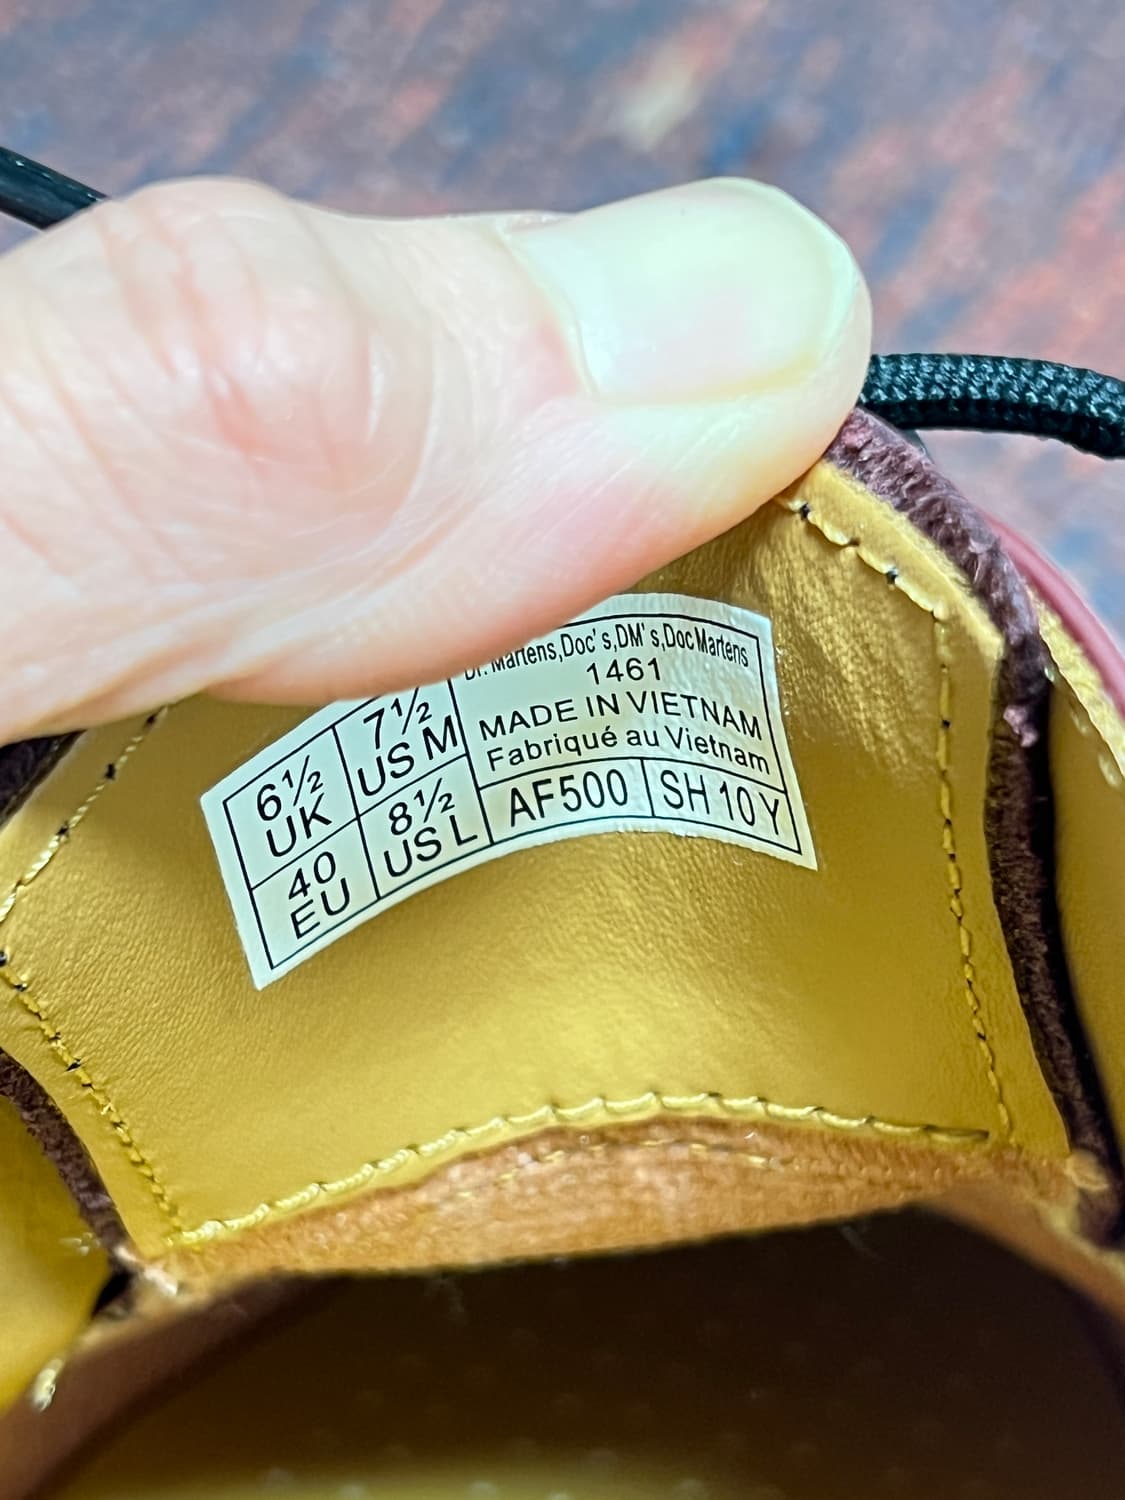 6½
UK
7½
US M
40
EU
8½
US L
Dr. Martens,Doc's,DM's,Doc Martens
1461
MADE IN VIETNAM
Fabriqué au Vietnam
AF500
SH 10 Y